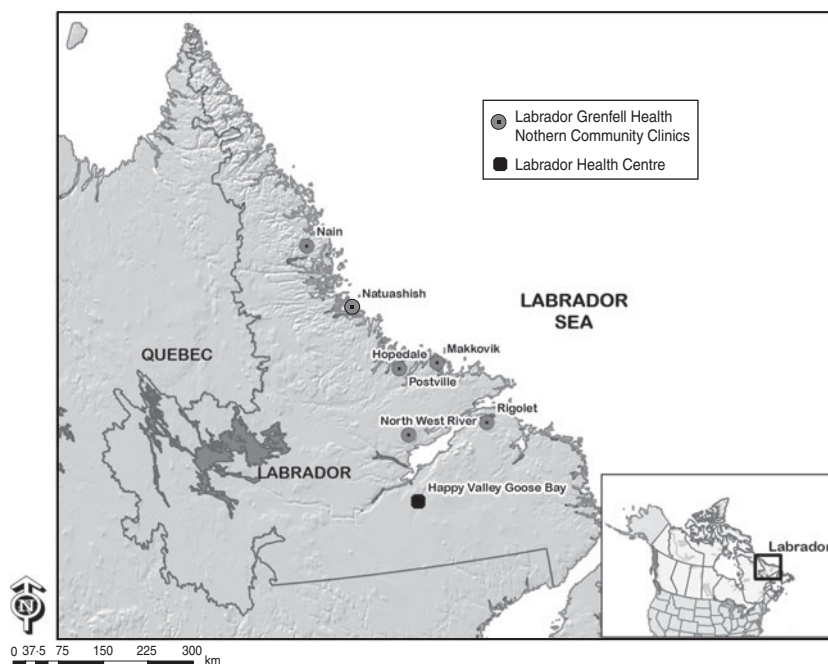 Labrador Grenfell Health
Nothern Community Clinics
Labrador Health Centre
Nain
Natuashish
LABRADOR
SEA
QUEBEC
Hopedale
Makkovik
Postville
Rigolet
North West River
LABRADOR
Happy Valley Goose Bay
Labrador
N
0 37·5 75 150 225 300
km